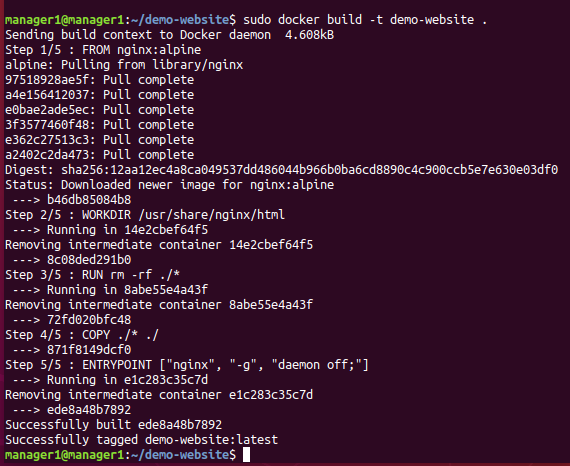 manager1@manager1:~/demo-website$ sudo docker build -t demo-website .
Sending build context to Docker daemon  4.608kB
Step 1/5 : FROM nginx:alpine
alpine: Pulling from library/nginx
97518928ae5f: Pull complete
a4e156412037: Pull complete
e0bae2ade5ec: Pull complete
3f3577460f48: Pull complete
e362c27513c3: Pull complete
a2402c2da473: Pull complete
Digest: sha256:12aa12ec4a8ca049537dd486044b966b0ba6cd8890c4c900ccb5e7e630e03df0
Status: Downloaded newer image for nginx:alpine
 ---> b46db85084b8
Step 2/5 : WORKDIR /usr/share/nginx/html
 ---> Running in 14e2cbef64f5
Removing intermediate container 14e2cbef64f5
 ---> 8c08ded291b0
Step 3/5 : RUN rm -rf ./*
 ---> Running in 8abe55e4a43f
Removing intermediate container 8abe55e4a43f
 ---> 72fd020bfc48
Step 4/5 : COPY ./* ./
 ---> 871f8149dcf0
Step 5/5 : ENTRYPOINT ["nginx", "-g", "daemon off;"]
 ---> Running in e1c283c35c7d
Removing intermediate container e1c283c35c7d
 ---> ede8a48b7892
Successfully built ede8a48b7892
Successfully tagged demo-website:latest
manager1@manager1:~/demo-website$